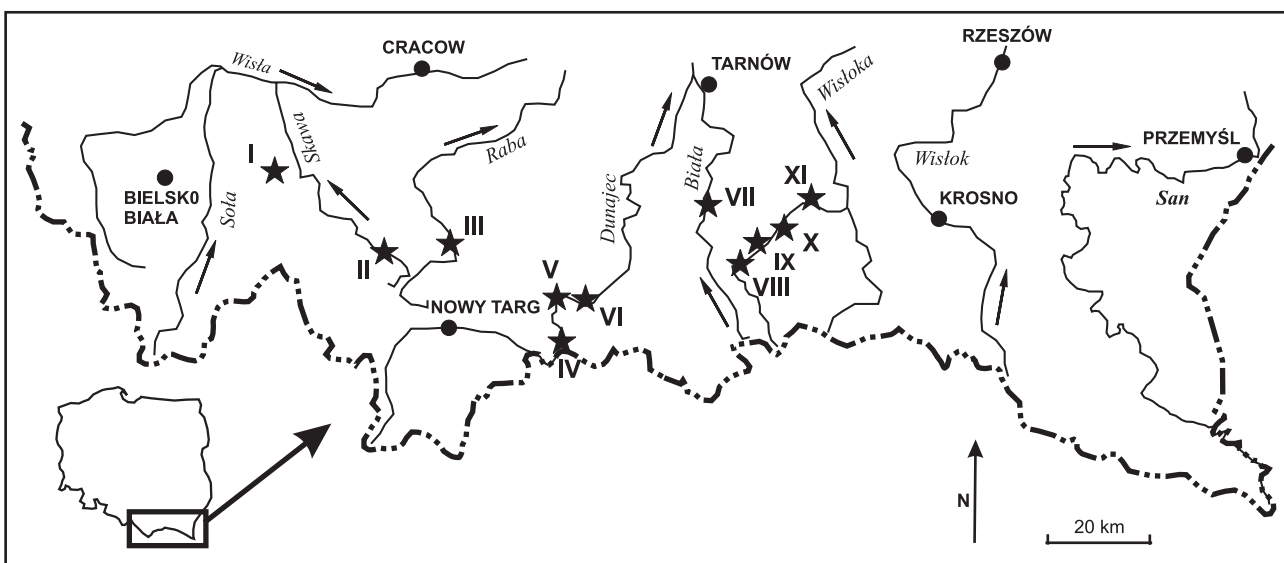 RZESZÓW
CRACOW
Wisła
TARNÓW
Wisłoka
PRZEMYŚL
I
Skawa
Raba
Wisłok
XI
BIELSK0
BIAŁA
Soła
Dunajec
Biała
VII
San
KROSNO
III
II
X
IX
V
VIII
NOWY TARG
VI
IV
N
20 km